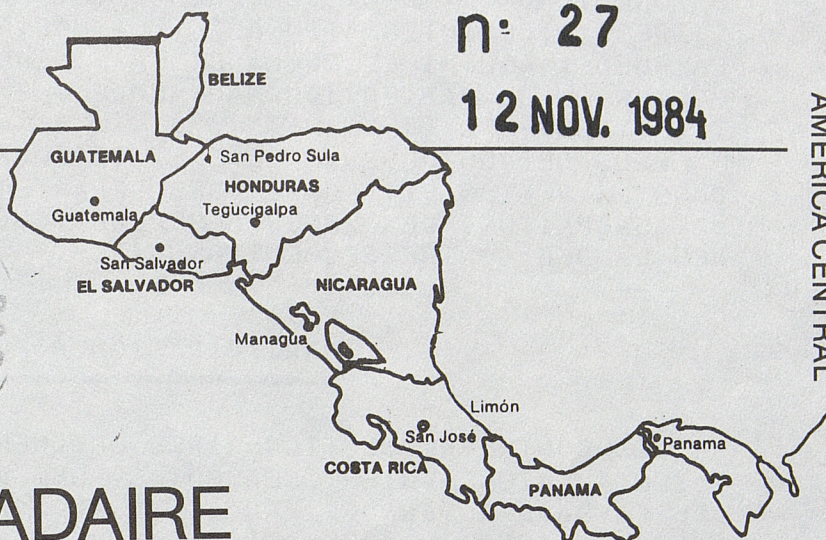 n: 27
12 NOV. 1984
BELIZE
GUATEMALA
San Pedro Sula
HONDURAS
Guatemala
Tegucigalpa
San Salvador
EL SALVADOR
NICARAGUA
Managua
Limón
San José
Panama
COSTA RICA
PANAMA
AMERICA CENTRAL
ADAIRE